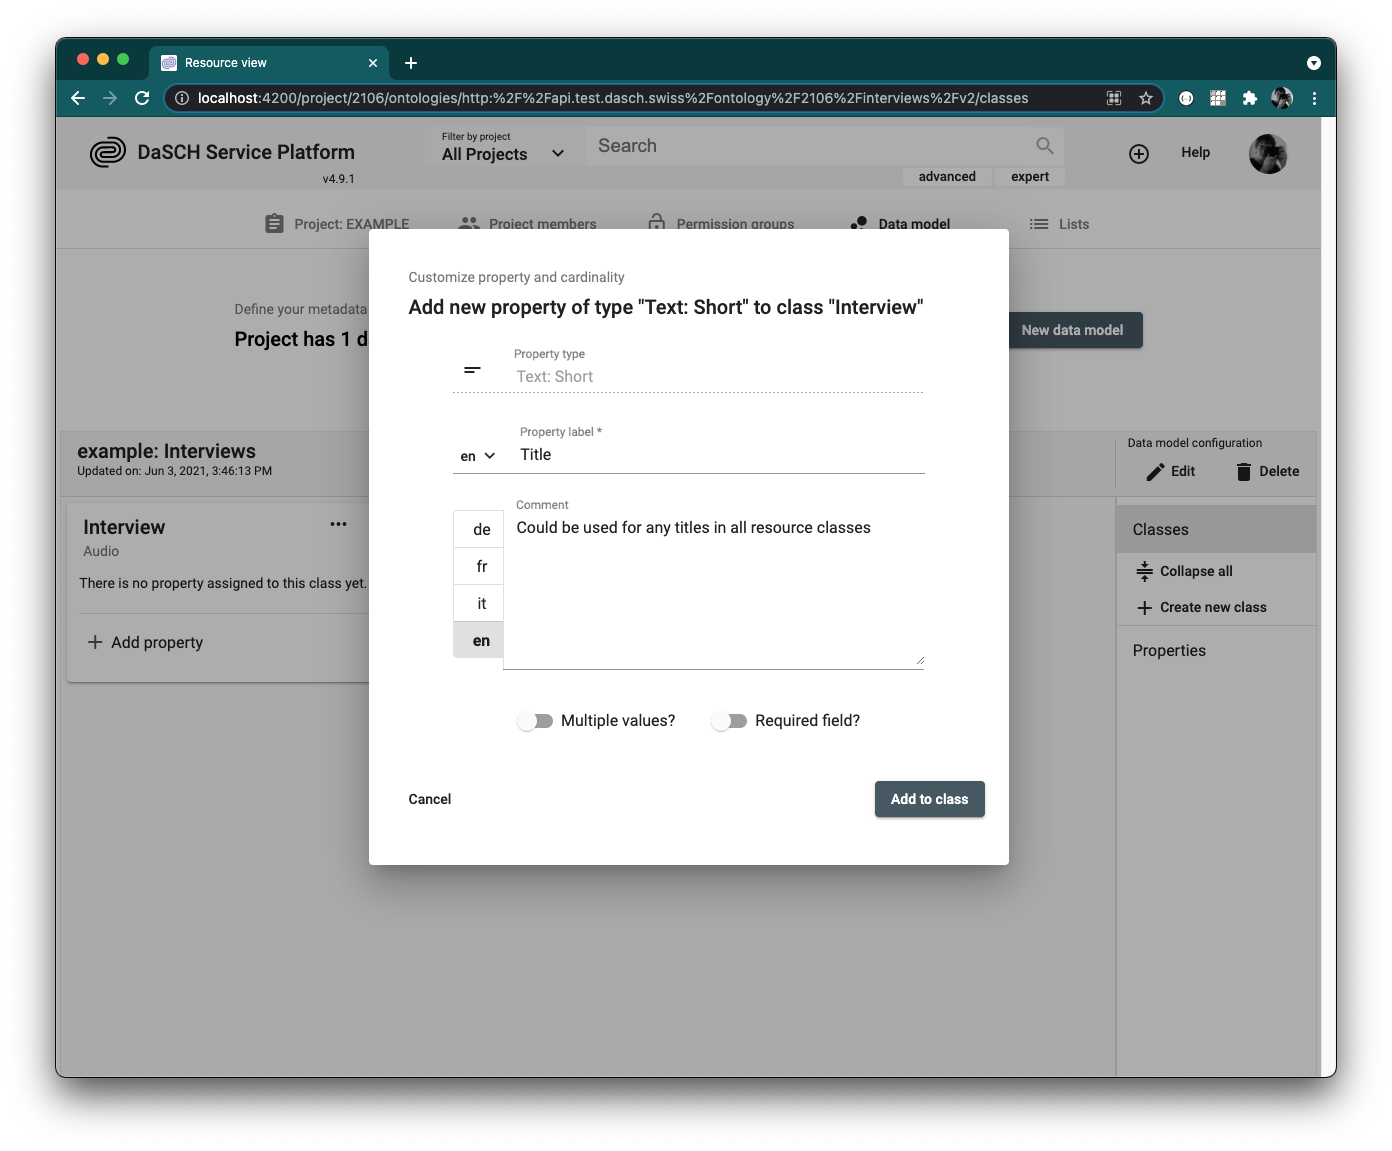 Resource view
localhost:4200/project/2106/ontologies/http:%2F%2Fapi.test.dasch.swiss%2Fontology%2F2106%2Finterviews%2Fv2/classes
DaSCH Service Platform
v4.9.1
Filter by project
All Projects
Search
advanced expert
Help
Project: EXAMPLE Project members Permission groups Data model Lists
Define your metadata
Project has 1 d
New data model
Customize property and cardinality
Add new property of type "Text: Short" to class "Interview"
Property type
Text: Short
Property label *
en Title
Comment
Could be used for any titles in all resource classes
de
fr
it
en
Multiple values? Required field?
Cancel Add to class
example: Interviews
Updated on: Jun 3, 2021, 3:46:13 PM
Data model configuration
Edit Delete
Interview
Audio
There is no property assigned to this class yet.
Add property
Classes
Collapse all
Create new class
Properties